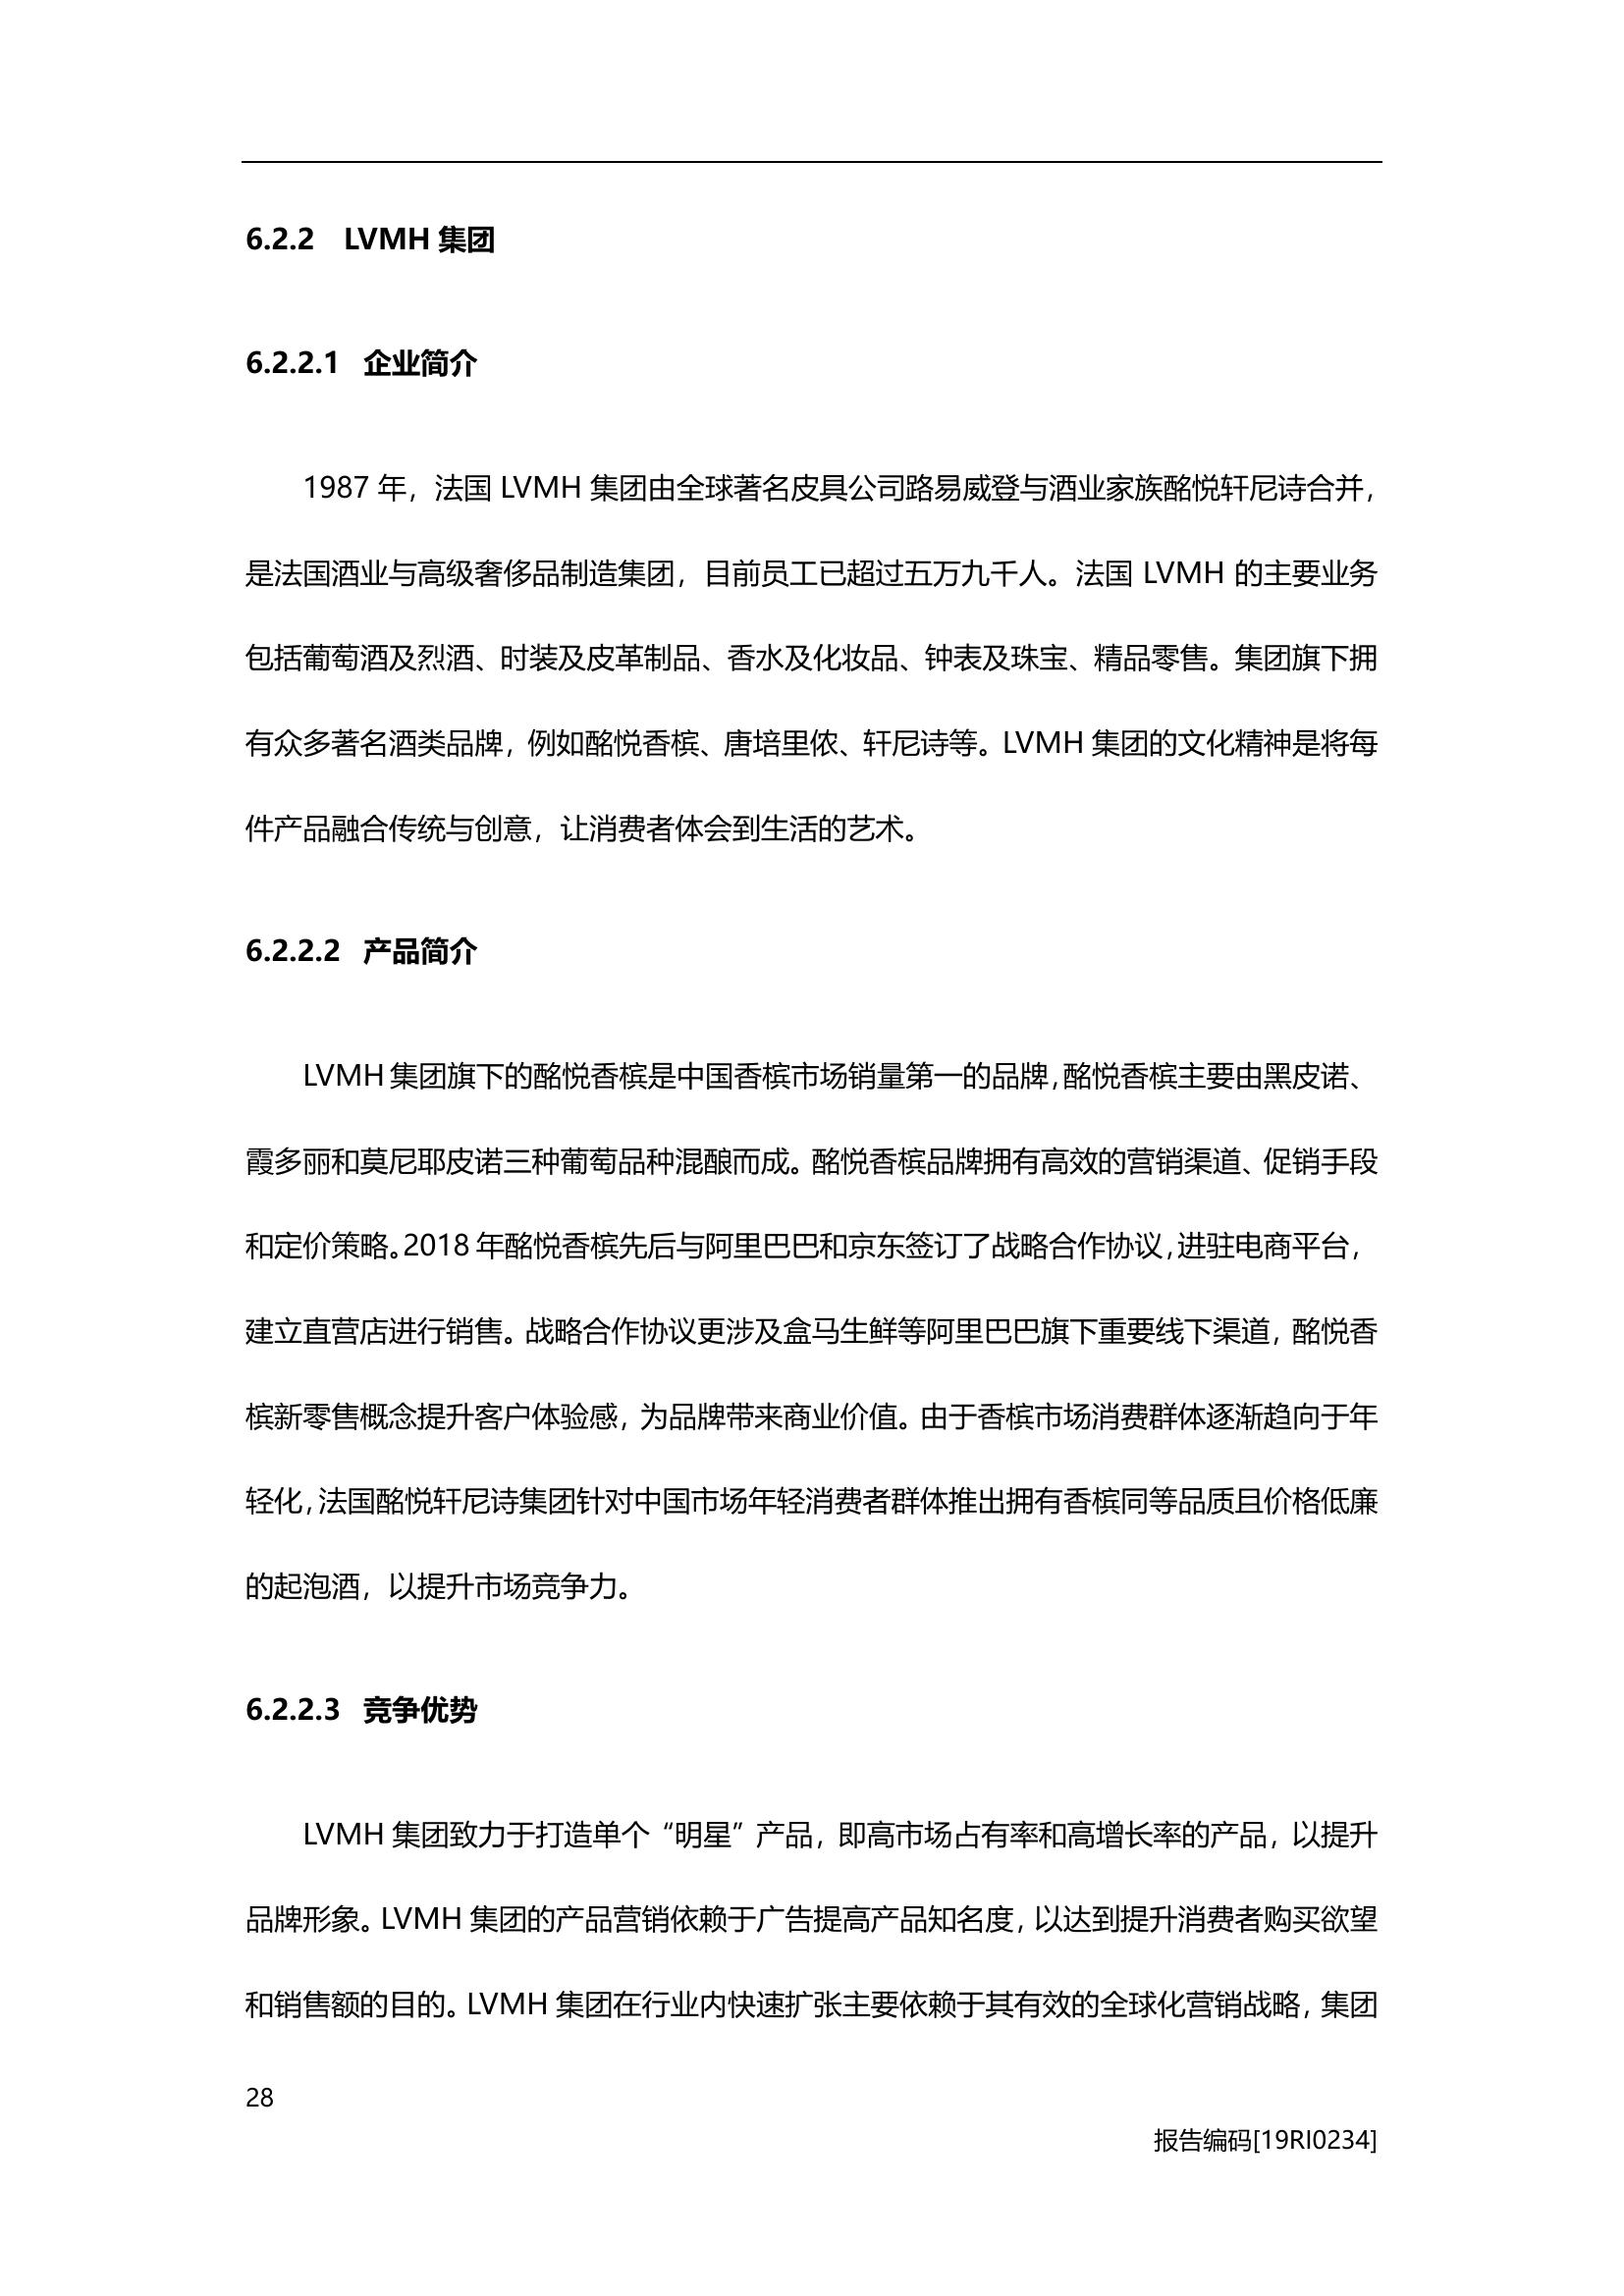 6.2.2 LVMH 集团
6.2.2.1 企业简介
1987 年，法国 LVMH 集团由全球著名皮具公司路易威登与酒业家族酩悦轩尼诗合并，
是法国酒业与高级奢侈品制造集团，目前员工已超过五万九千人。法国 LVMH 的主要业务
包括葡萄酒及烈酒、时装及皮革制品、香水及化妆品、钟表及珠宝、精品零售。集团旗下拥
有众多著名酒类品牌，例如酩悦香槟、唐培里侬、轩尼诗等。LVMH 集团的文化精神是将每
件产品融合传统与创意，让消费者体会到生活的艺术。
6.2.2.2 产品简介
LVMH 集团旗下的酩悦香槟是中国香槟市场销量第一的品牌，酩悦香槟主要由黑皮诺、
霞多丽和莫尼耶皮诺三种葡萄品种混酿而成。酩悦香槟品牌拥有高效的营销渠道、促销手段
和定价策略。2018 年酩悦香槟先后与阿里巴巴和京东签订了战略合作协议，进驻电商平台，
建立直营店进行销售。战略合作协议更涉及盒马生鲜等阿里巴巴旗下重要线下渠道，酩悦香
槟新零售概念提升客户体验感，为品牌带来商业价值。由于香槟市场消费群体逐渐趋向于年
轻化，法国酩悦轩尼诗集团针对中国市场年轻消费者群体推出拥有香槟同等品质且价格低廉
的起泡酒，以提升市场竞争力。
6.2.2.3 竞争优势
LVMH 集团致力于打造单个“明星”产品，即高市场占有率和高增长率的产品，以提升
品牌形象。LVMH 集团的产品营销依赖于广告提高产品知名度，以达到提升消费者购买欲望
和销售额的目的。LVMH 集团在行业内快速扩张主要依赖于其有效的全球化营销战略，集团
28
报告编码[19RI0234]